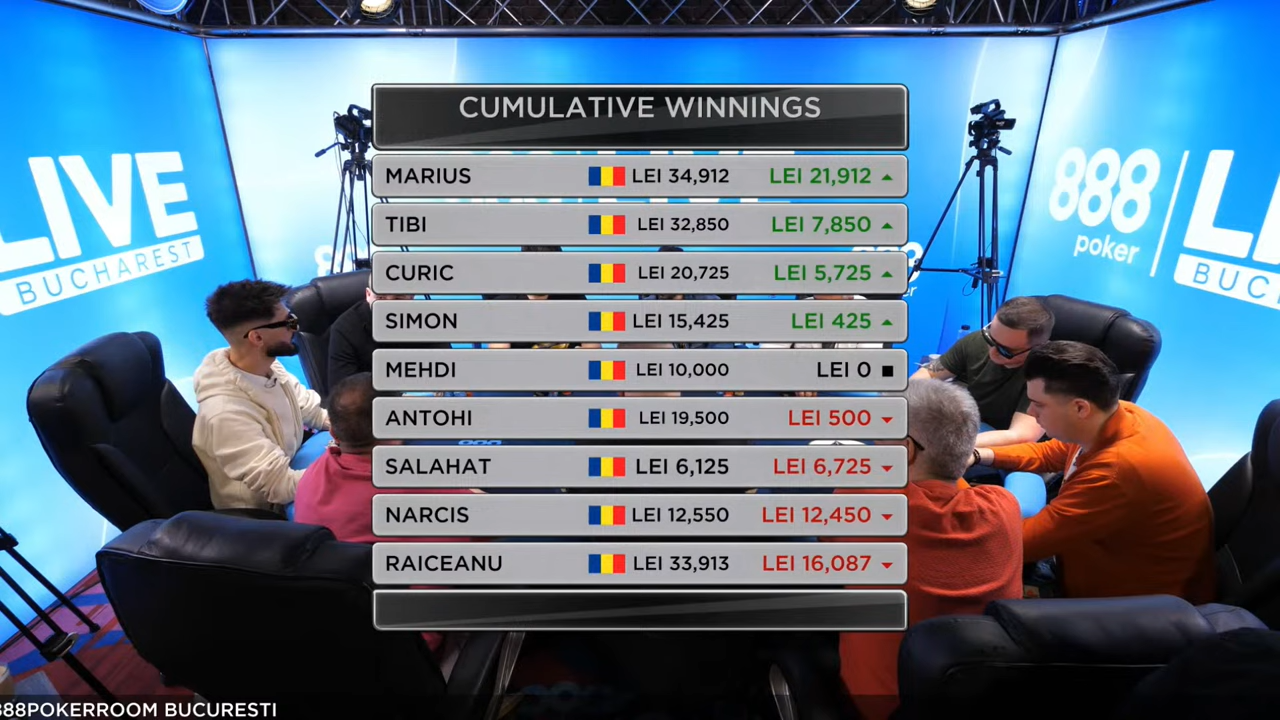 CUMULATIVE WINNINGS
MARIUS LEI 34,912 LEI 21,912
TIBI LEI 32,850 LEI 7,850
CURIC LEI 20,725 LEI 5,725
SIMON LEI 15,425 LEI 425
MEHDI LEI 10,000 LEI 0
ANTOHI LEI 19,500 LEI 500
SALAHAT LEI 6,125 LEI 6,725
NARCIS LEI 12,550 LEI 12,450
RAICEANU LEI 33,913 LEI 16,087
LIVE
BUCHAREST
888
poker
L
BUC
888POKERROOM BUCURESTI